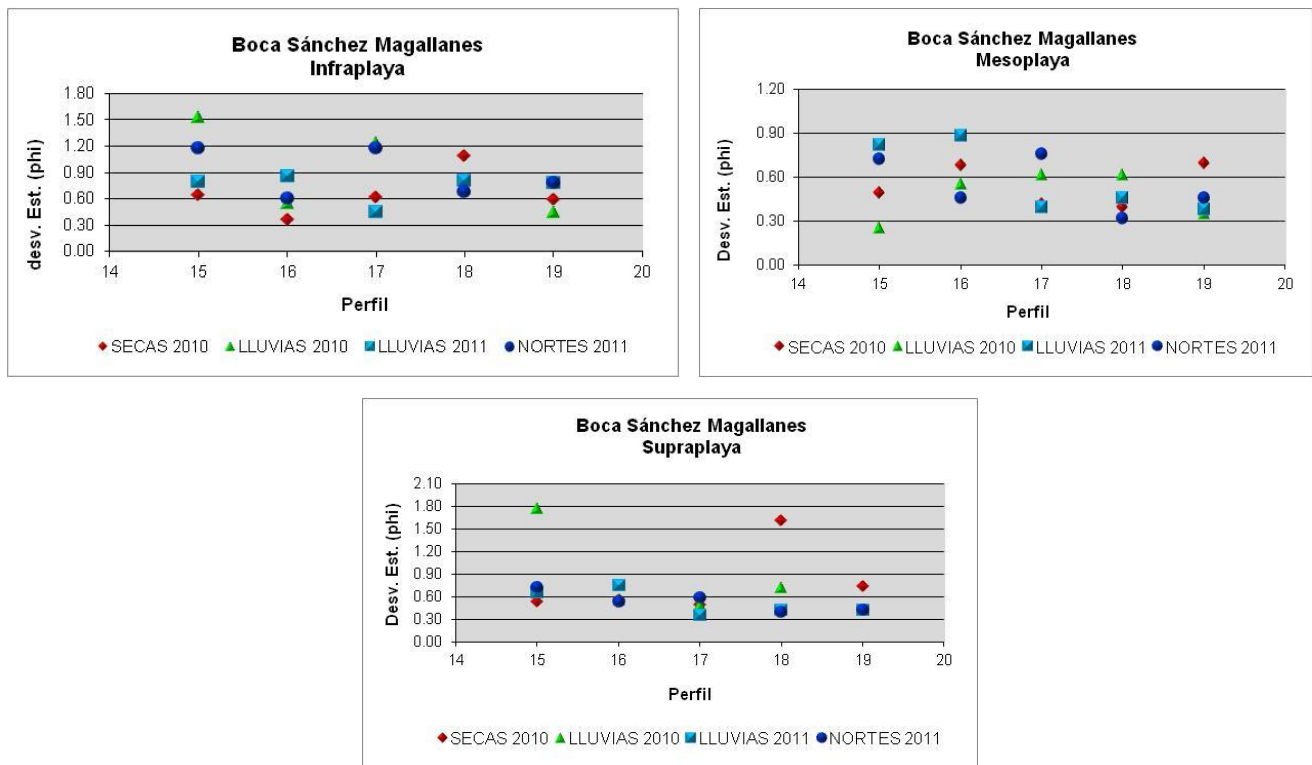 Boca Sánchez Magallanes
Infraplaya
desv. Est. (phi)
1.80
1.50
1.20
0.90
0.60
0.30
0.00
14 15 16 17 18 19 20
Perfil
SECAS 2010 LLUVIAS 2010 LLUVIAS 2011 NORTES 2011
Boca Sánchez Magallanes
Mesoplaya
Desv. Est. (phi)
1.20
0.90
0.60
0.30
0.00
14 15 16 17 18 19 20
Perfil
SECAS 2010 LLUVIAS 2010 LLUVIAS 2011 NORTES 2011
Boca Sánchez Magallanes
Supraplaya
Desv. Est. (phi)
2.10
1.80
1.50
1.20
0.90
0.60
0.30
0.00
14 15 16 17 18 19 20
Perfil
SECAS 2010 LLUVIAS 2010 LLUVIAS 2011 NORTES 2011